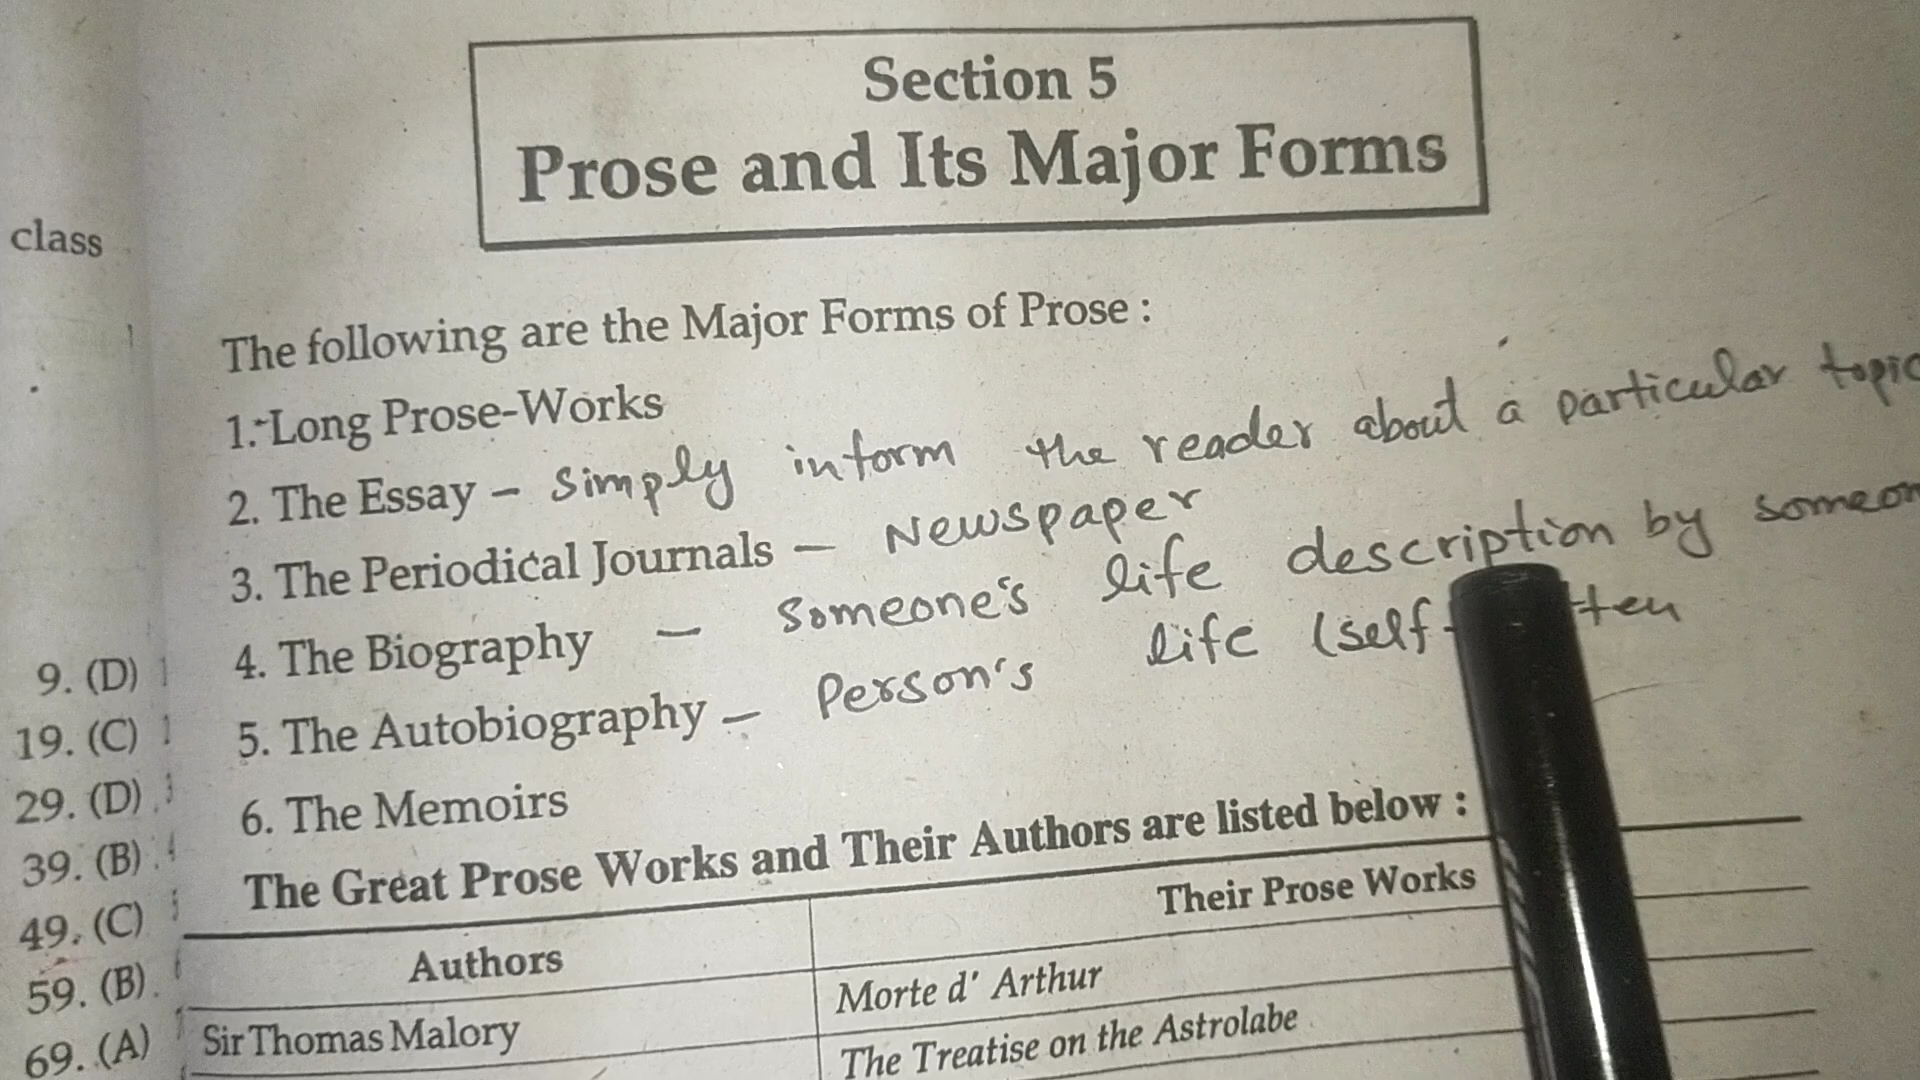 Section 5
Prose and Its Major Forms
class
The following are the Major Forms of Prose :
1. Long Prose-Works
2. The Essay – Simply inform the reader about a particular topic
3. The Periodical Journals – Newspaper
4. The Biography – Someone's life description by
5. The Autobiography – Person's life (self
6. The Memoirs
The Great Prose Works and Their Authors are listed below :
Authors Their Prose Works
Sir Thomas Malory Morte d' Arthur
The Treatise on the Astrolabe
9. (D)
19. (C)
29. (D)
39. (B)
49. (C)
59. (B)
69. (A)